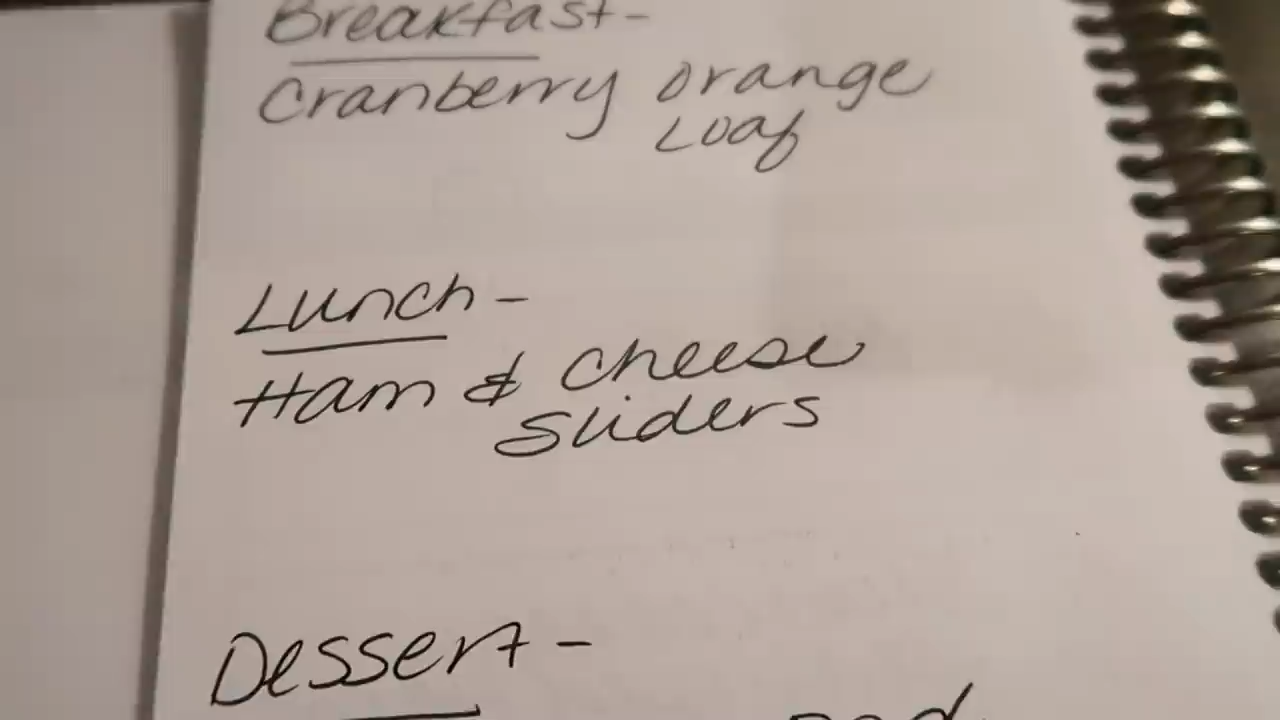 Breakfast-
Cranberry orange
Loaf
Lunch-
Ham & cheese
sliders
Dessert-